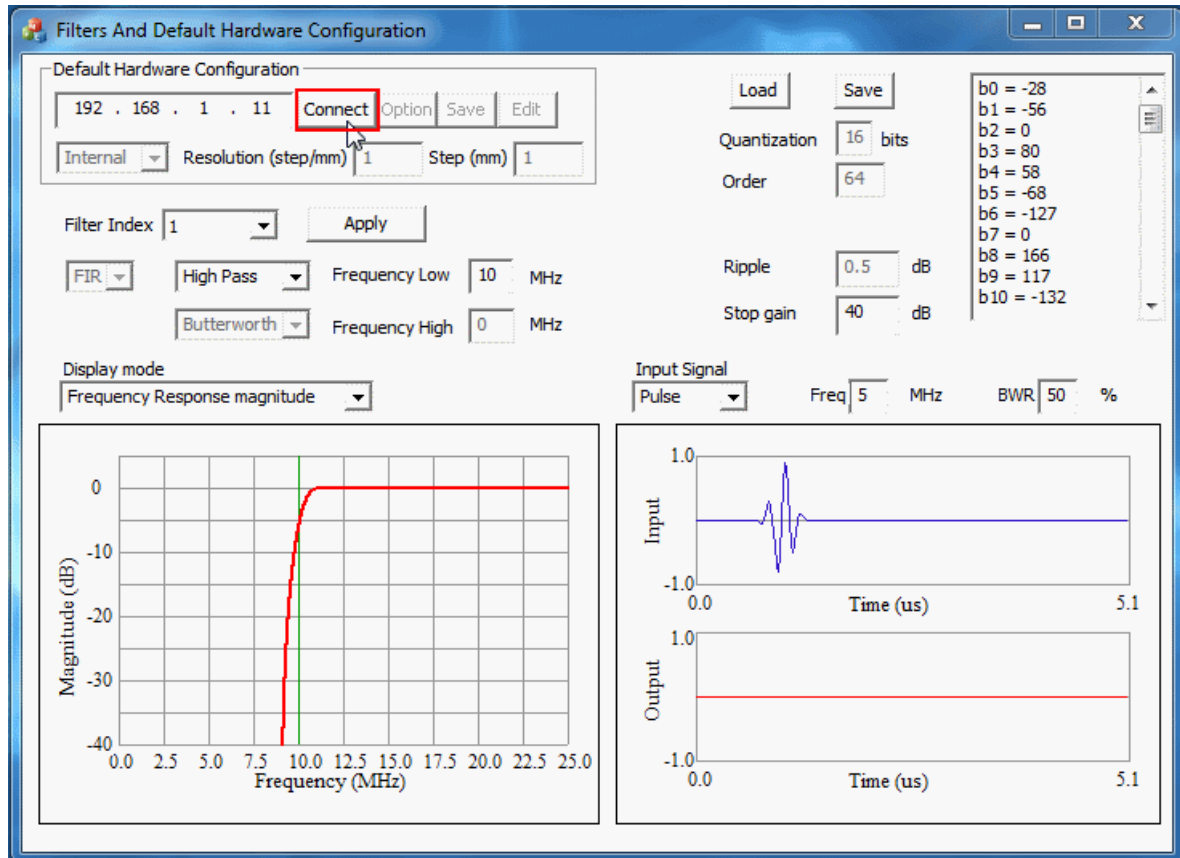 Filters And Default Hardware Configuration
Default Hardware Configuration
192 . 168 . 1 . 11 Connect Option Save Edit
Internal Resolution (step/mm) 1 Step (mm) 1
Load Save
Quantization 16 bits
Order 64
Ripple 0.5 dB
Stop gain 40 dB
b0 = -28
b1 = -56
b2 = 0
b3 = 80
b4 = 58
b5 = -68
b6 = -127
b7 = 0
b8 = 166
b9 = 117
b10 = -132
Filter Index 1 Apply
FIR High Pass Frequency Low 10 MHz
Butterworth Frequency High 0 MHz
Display mode
Frequency Response magnitude
Input Signal
Pulse Freq 5 MHz BWR 50 %
0
-10
-20
-30
-40
Magnitude (dB)
0.0 2.5 5.0 7.5 10.0 12.5 15.0 17.5 20.0 22.5 25.0
Frequency (MHz)
1.0
Input
-1.0
0.0 Time (us) 5.1
1.0
Output
-1.0
0.0 Time (us) 5.1